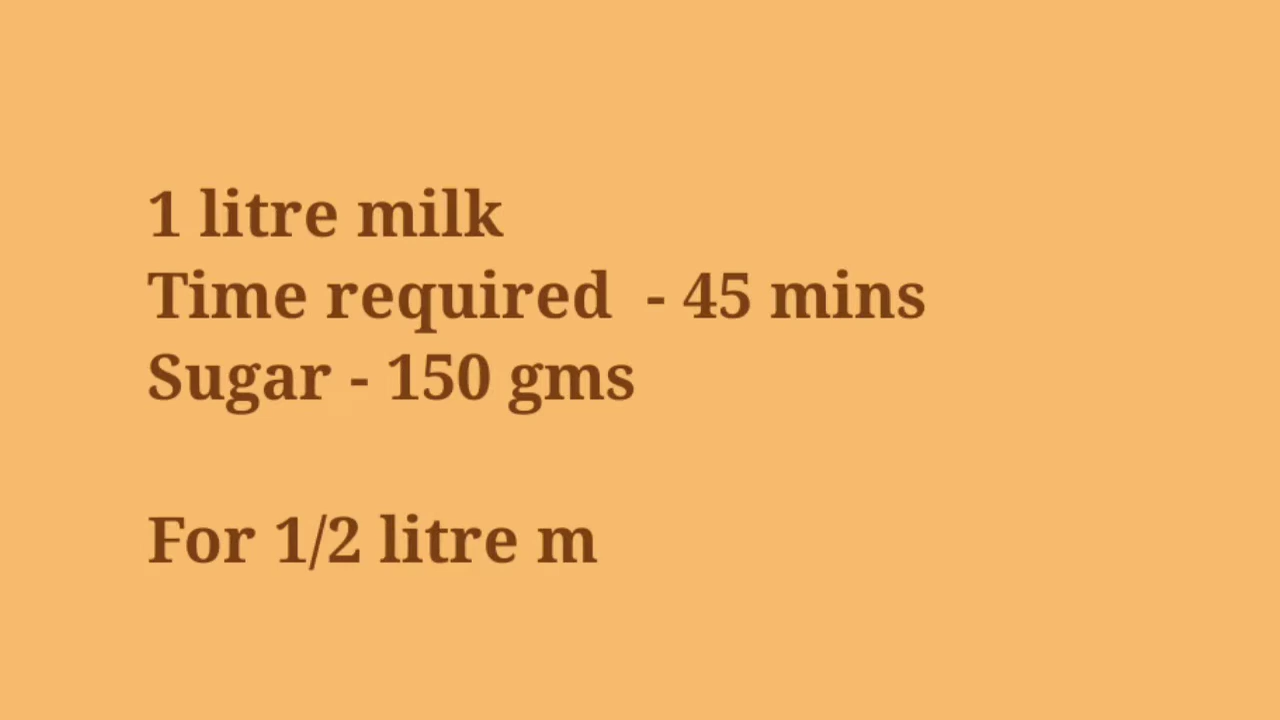 1 litre milk
Time required - 45 mins
Sugar - 150 gms
For 1/2 litre m